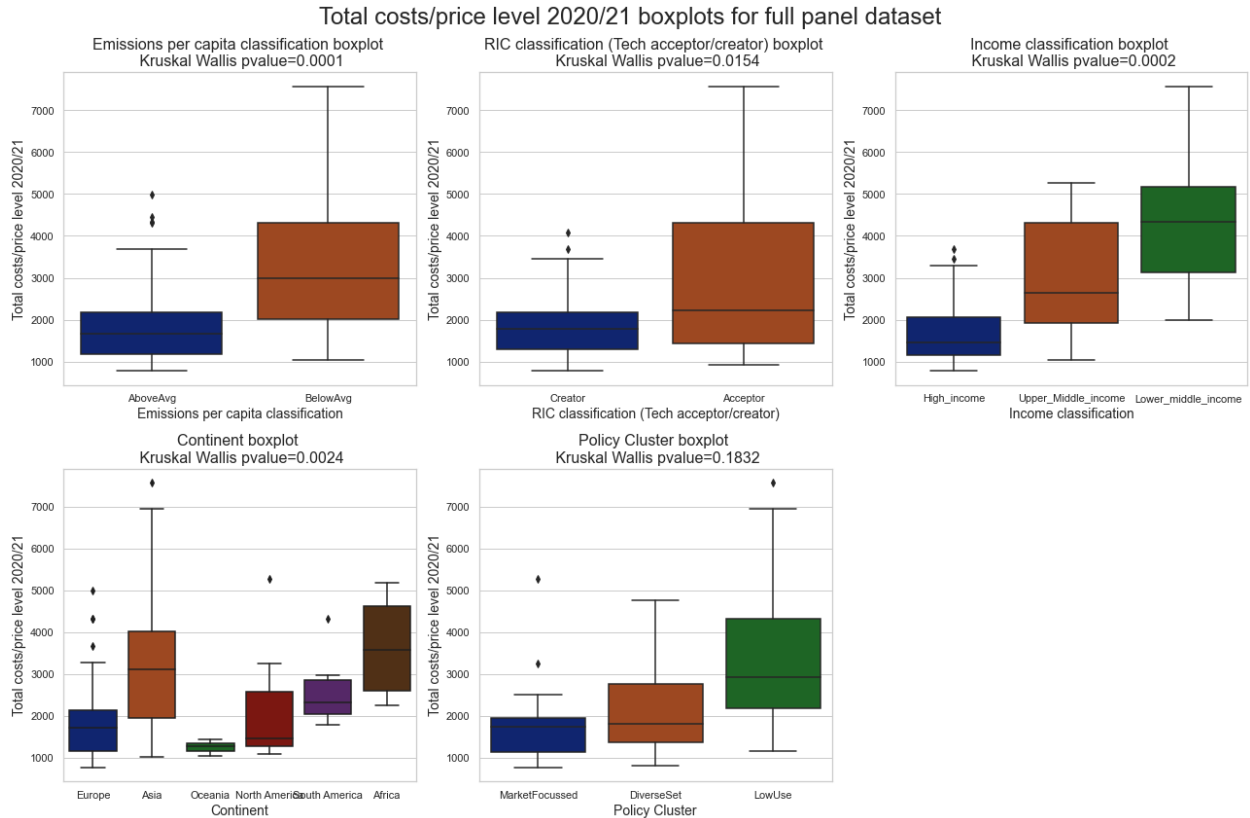 Total costs/price level 2020/21 boxplots for full panel dataset
Emissions per capita classification boxplot
Kruskal Wallis pvalue=0.0001
Total costs/price level 2020/21
7000
6000
5000
4000
3000
2000
1000
AboveAvg BelowAvg
Emissions per capita classification
RIC classification (Tech acceptor/creator) boxplot
Kruskal Wallis pvalue=0.0154
Total costs/price level 2020/21
7000
6000
5000
4000
3000
2000
1000
Creator Acceptor
RIC classification (Tech acceptor/creator)
Income classification boxplot
Kruskal Wallis pvalue=0.0002
Total costs/price level 2020/21
7000
6000
5000
4000
3000
2000
1000
High_income Upper_Middle_income Lower_middle_income
Income classification
Continent boxplot
Kruskal Wallis pvalue=0.0024
Total costs/price level 2020/21
7000
6000
5000
4000
3000
2000
1000
Europe Asia Oceania North America South America Africa
Continent
Policy Cluster boxplot
Kruskal Wallis pvalue=0.1832
Total costs/price level 2020/21
7000
6000
5000
4000
3000
2000
1000
MarketFocussed DiverseSet LowUse
Policy Cluster